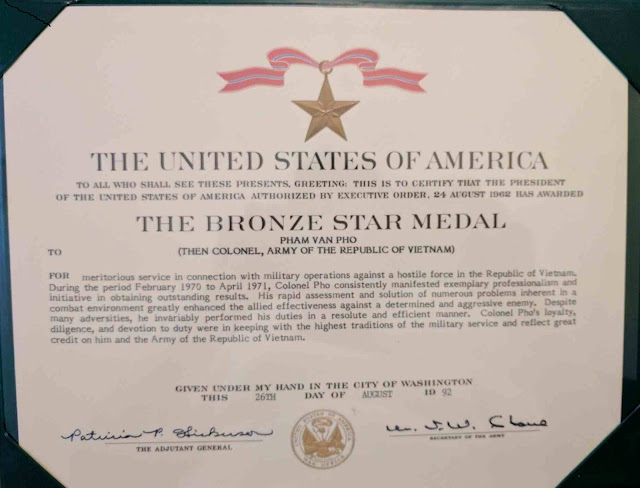 THE UNITED STATES OF AMERICA
TO ALL WHO SHALL SEE THESE PRESENTS, GREETING: THIS IS TO CERTIFY THAT THE PRESIDENT
OF THE UNITED STATES OF AMERICA AUTHORIZED BY EXECUTIVE ORDER, 24 AUGUST 1962 HAS AWARDED
THE BRONZE STAR MEDAL
PHAM VAN PHO
TO (THEN COLONEL, ARMY OF THE REPUBLIC OF VIETNAM)
FOR meritorious service in connection with military operations against a hostile force in the Republic of Vietnam.
During the period February 1970 to April 1971, Colonel Pho consistently manifested exemplary professionalism and
initiative in obtaining outstanding results. His rapid assessment and solution of numerous problems inherent in a
combat environment greatly enhanced the allied effectiveness against a determined and aggressive enemy. Despite
many adversities, he invariably performed his duties in a resolute and efficient manner. Colonel Pho's loyalty,
diligence, and devotion to duty were in keeping with the highest traditions of the military service and reflect great
credit on him and the Army of the Republic of Vietnam.
GIVEN UNDER MY HAND IN THE CITY OF WASHINGTON
THIS 26TH DAY OF AUGUST 19 92
Patricia P.
THE ADJUTANT GENERAL
SECRETARY OF THE ARMY